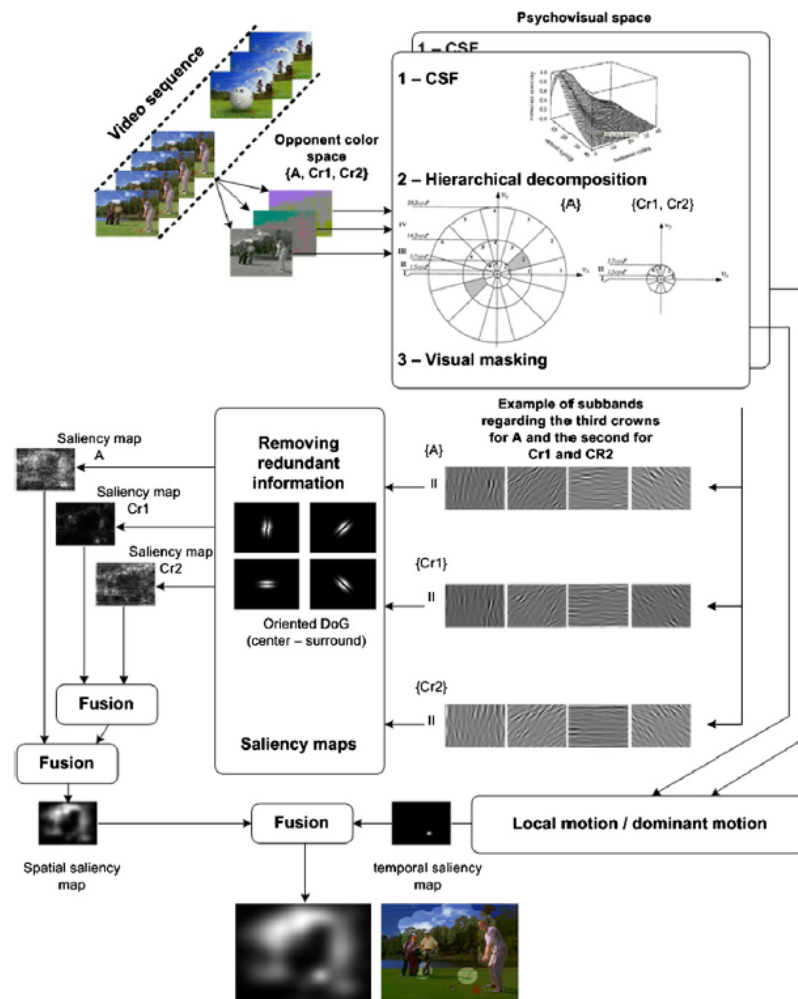 Psychovisual space
1 – CSF
1 – CSF
Video sequence
Opponent color
space
{A, Cr1, Cr2}
2 – Hierarchical decomposition
{A}
{Cr1, Cr2}
IV
III
II
I
II
I
3 – Visual masking
Example of subbands
regarding the third crowns
for A and the second for
Cr1 and CR2
{A}
II
{Cr1}
II
{Cr2}
II
Removing
redundant
information
Oriented DoG
(center – surround)
Saliency maps
Saliency map
A
Saliency map
Cr1
Saliency map
Cr2
Fusion
Fusion
Fusion
Local motion / dominant motion
Spatial saliency
map
temporal saliency
map